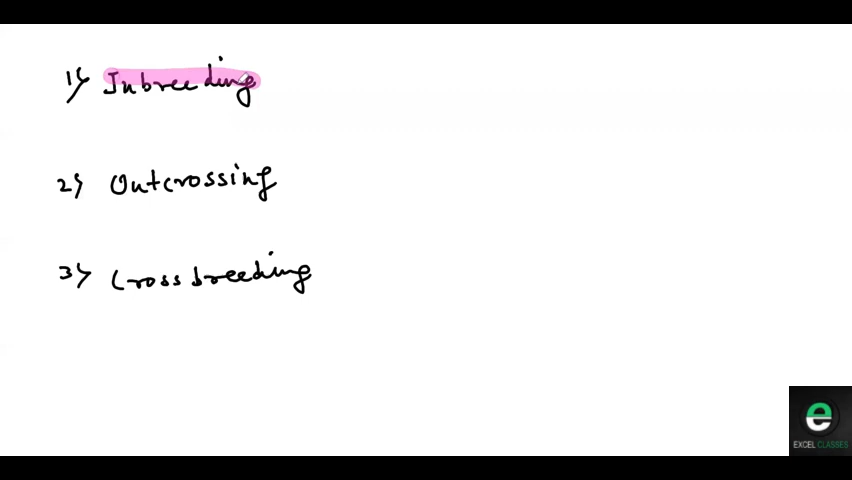 1) Inbreeding
2) Outcrossing
3) Crossbreeding
e
EXCEL CLASSES